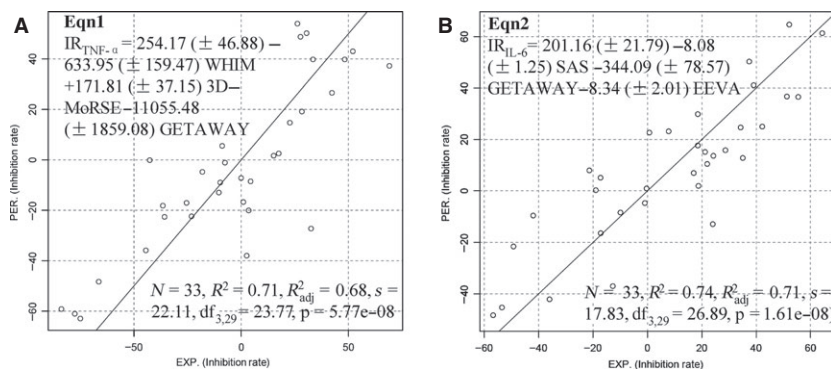 A
Eqn1
IR TNF-α = 254.17 (± 46.88) –
633.95 (± 159.47) WHIM
+171.81 (± 37.15) 3D–
MoRSE–11055.48
(± 1859.08) GETAWAY
N = 33, R² = 0.71, R²adj = 0.68, s =
22.11, df3,29 = 23.77, p = 5.77e-08
PER. (Inhibition rate)
40
20
0
-20
-40
-60
-50
0
50
EXP. (Inhibition rate)
B
Eqn2
IR IL-6 = 201.16 (± 21.79) –8.08
(± 1.25) SAS –344.09 (± 78.57)
GETAWAY–8.34 (± 2.01) EEVA
N = 33, R² = 0.74, R²adj = 0.71, s =
17.83, df3,29 = 26.89, p = 1.61e-08)
PER. (Inhibition rate)
60
40
20
0
-20
-40
-60
-40
-20
0
20
40
60
EXP. (Inhibition rate)